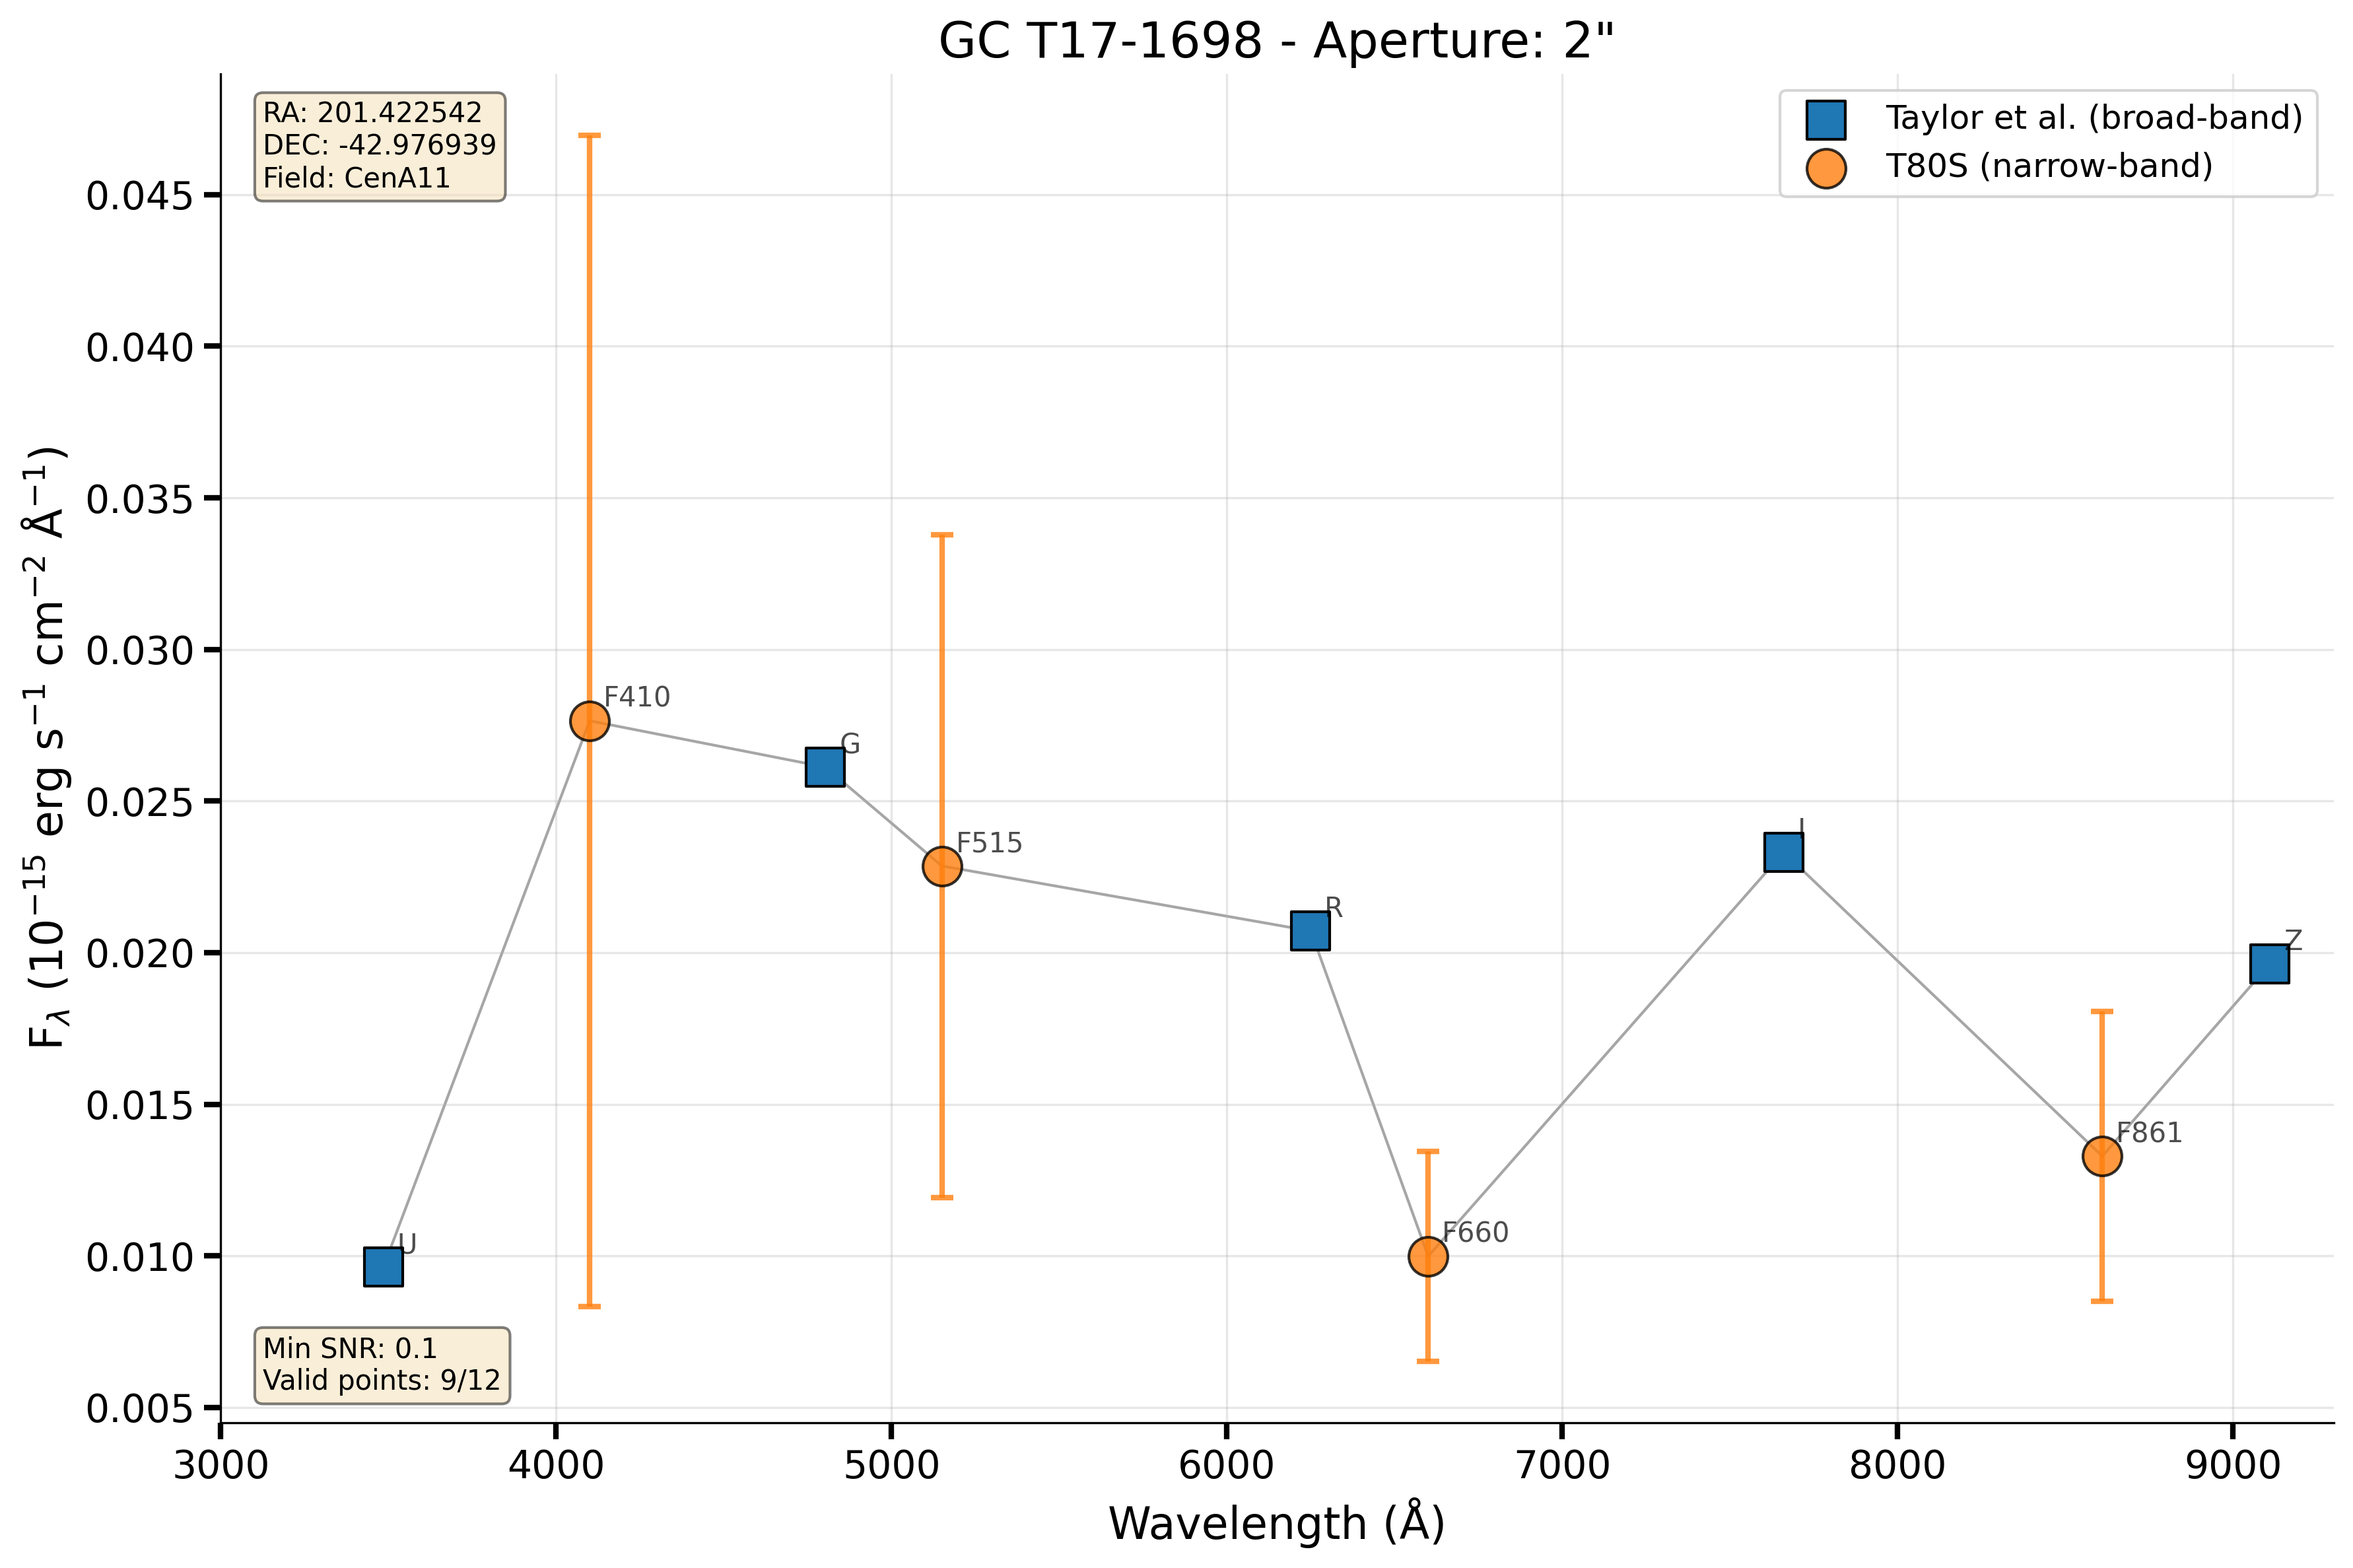 GC T17-1698 - Aperture: 2"
RA: 201.422542
DEC: -42.976939
Field: CenA11
Taylor et al. (broad-band)
T80S (narrow-band)
0.045
0.040
0.035
0.030
0.025
0.020
0.015
0.010
0.005
F_λ (10⁻¹⁵ erg s⁻¹ cm⁻² Å⁻¹)
F410
G
F515
I
R
Z
F861
F660
U
Min SNR: 0.1
Valid points: 9/12
3000 4000 5000 6000 7000 8000 9000
Wavelength (Å)